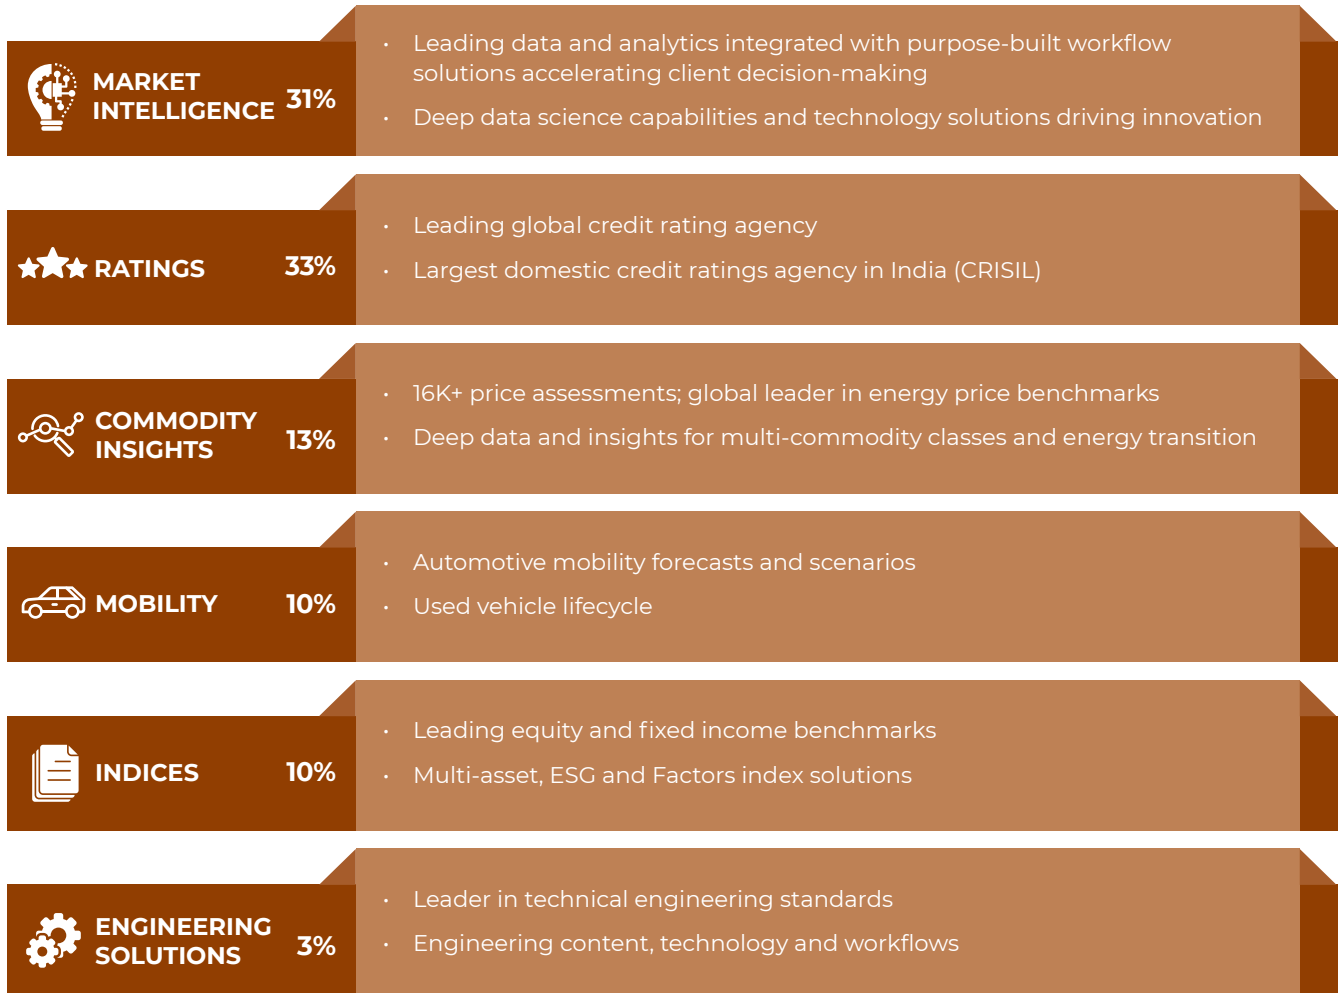 MARKET
INTELLIGENCE 31%
• Leading data and analytics integrated with purpose-built workflow
solutions accelerating client decision-making
• Deep data science capabilities and technology solutions driving innovation
RATINGS 33%
• Leading global credit rating agency
• Largest domestic credit ratings agency in India (CRISIL)
COMMODITY
INSIGHTS 13%
• 16K+ price assessments; global leader in energy price benchmarks
• Deep data and insights for multi-commodity classes and energy transition
MOBILITY 10%
• Automotive mobility forecasts and scenarios
• Used vehicle lifecycle
INDICES 10%
• Leading equity and fixed income benchmarks
• Multi-asset, ESG and Factors index solutions
ENGINEERING
SOLUTIONS 3%
• Leader in technical engineering standards
• Engineering content, technology and workflows